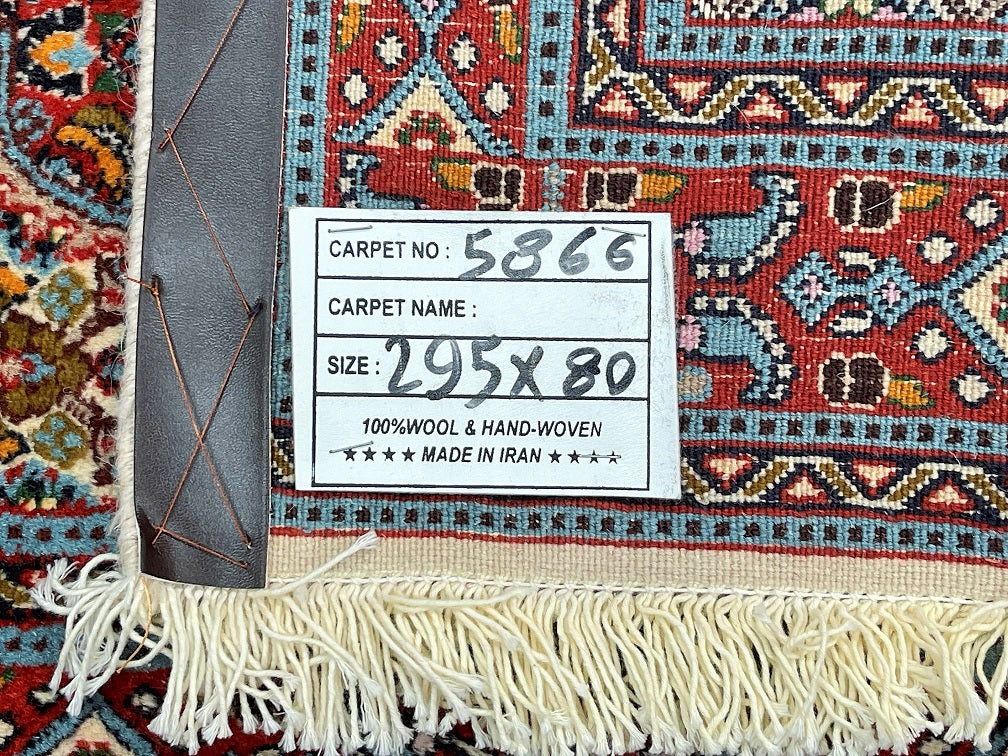 CARPET NO : 5866
CARPET NAME :
SIZE : 295x80
100%WOOL & HAND-WOVEN
★★★★ MADE IN IRAN ★★★★